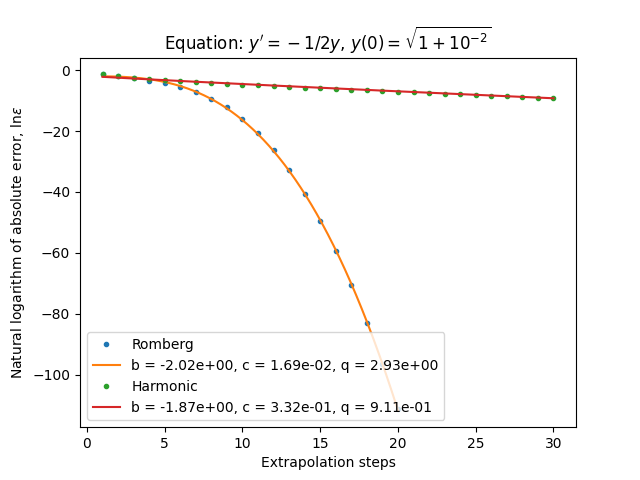 Equation: y′ = −1/2y, y(0) = √1 + 10⁻²
Natural logarithm of absolute error, lnε
0
−20
−40
−60
−80
−100
Romberg
b = -2.02e+00, c = 1.69e-02, q = 2.93e+00
Harmonic
b = -1.87e+00, c = 3.32e-01, q = 9.11e-01
0 5 10 15 20 25 30
Extrapolation steps